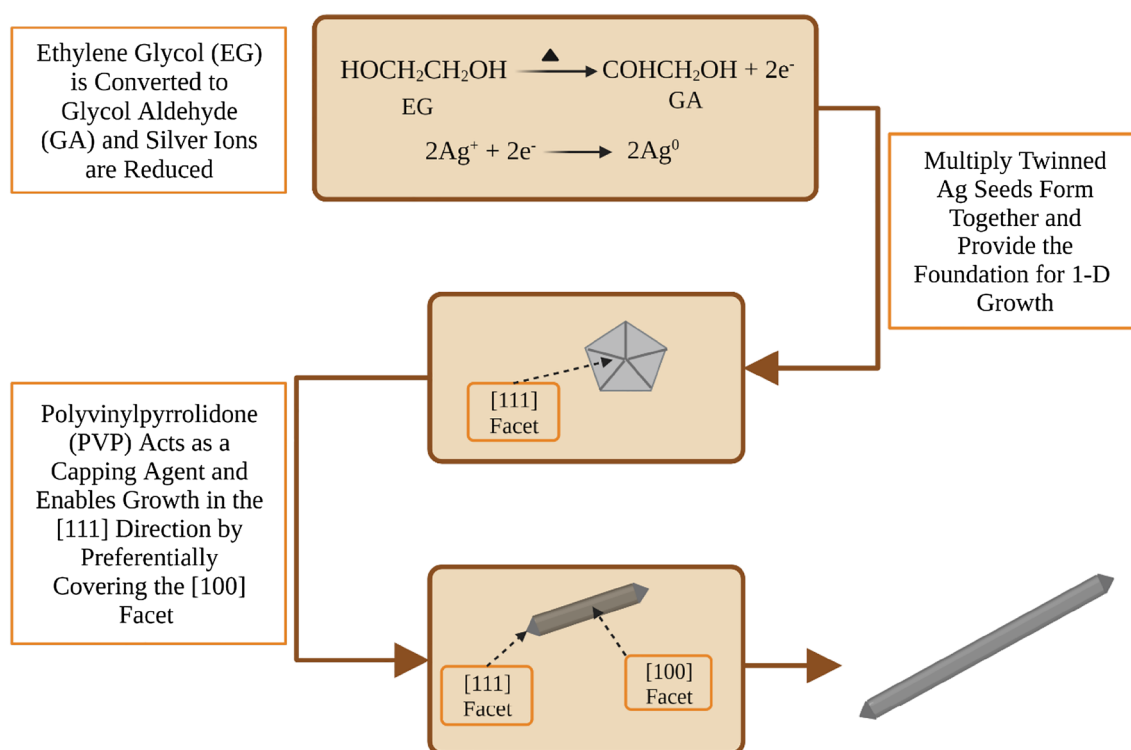 Ethylene Glycol (EG)
is Converted to
Glycol Aldehyde
(GA) and Silver Ions
are Reduced
HOCH₂CH₂OH ▲⟶ COHCH₂OH + 2e⁻
EG GA
2Ag⁺ + 2e⁻ ⟶ 2Ag⁰
Multiply Twinned
Ag Seeds Form
Together and
Provide the
Foundation for 1-D
Growth
[111]
Facet
Polyvinylpyrrolidone
(PVP) Acts as a
Capping Agent and
Enables Growth in the
[111] Direction by
Preferentially
Covering the [100]
Facet
[111]
Facet
[100]
Facet